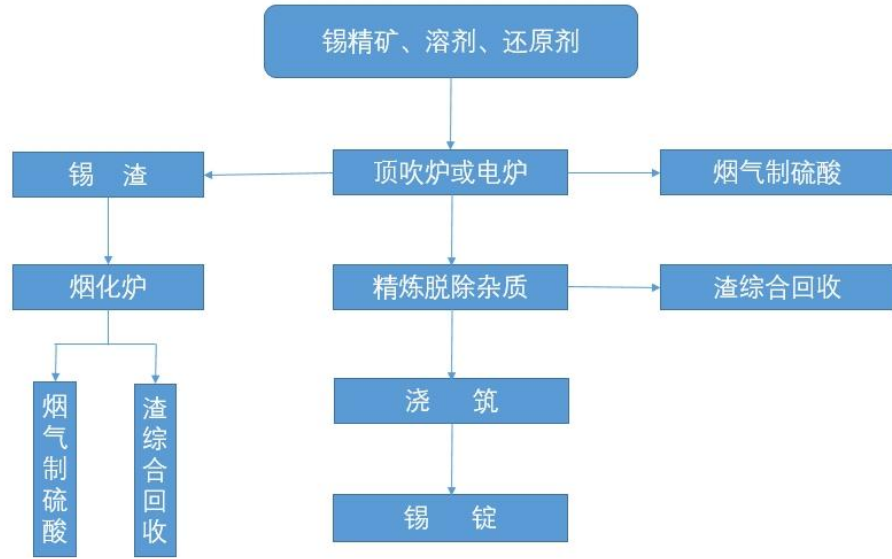 锡精矿、溶剂、还原剂
锡 渣
顶吹炉或电炉
烟气制硫酸
烟化炉
精炼脱除杂质
渣综合回收
烟气制硫酸
渣综合回收
浇 筑
锡 锭